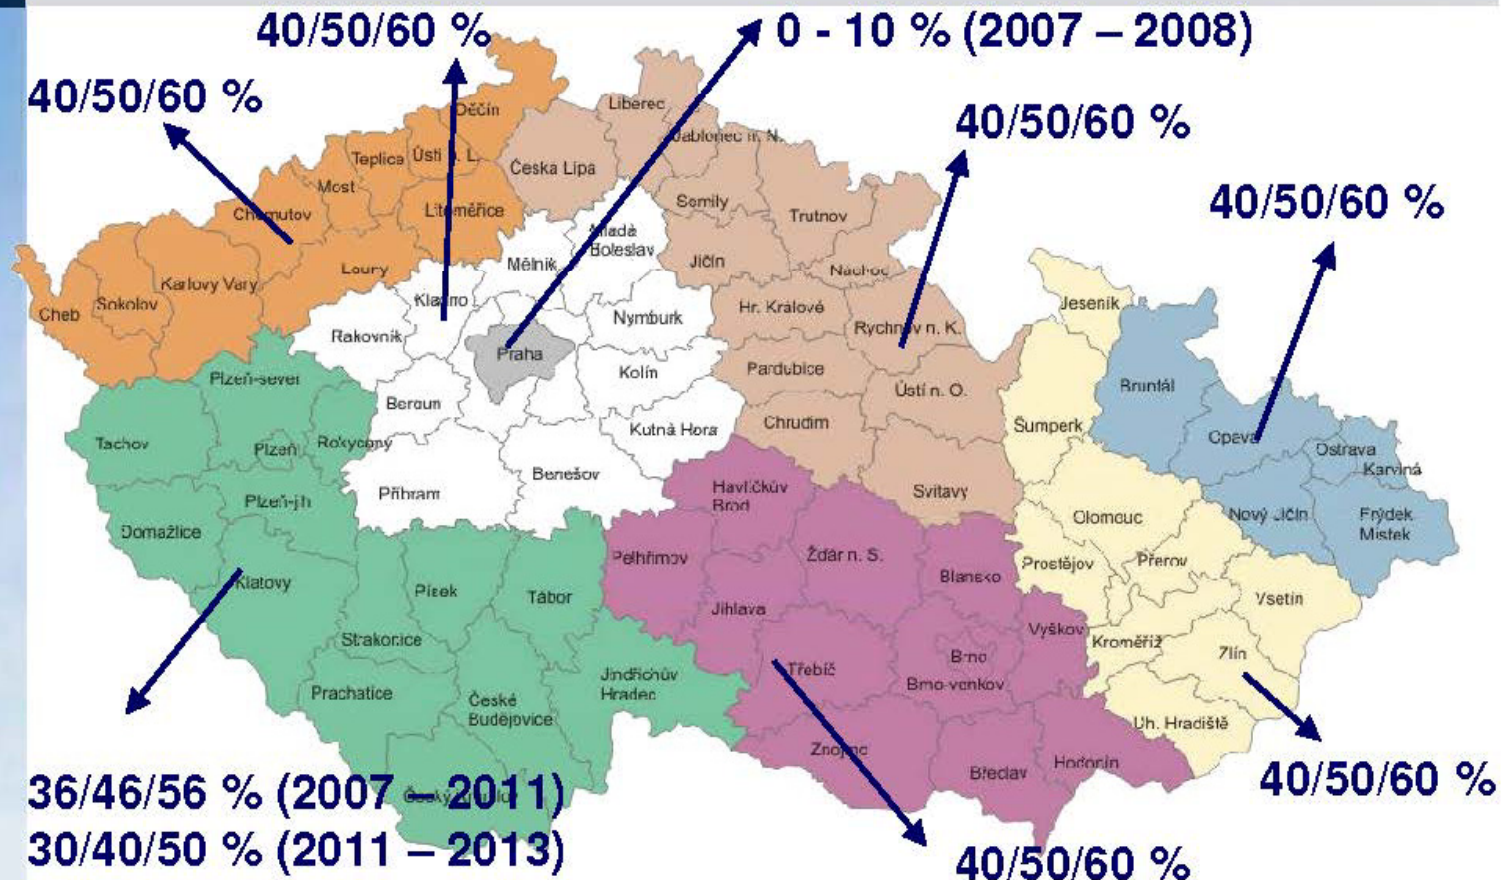 40/50/60 %
0 - 10 % (2007 – 2008)
40/50/60 %
40/50/60 %
40/50/60 %
Děčín
Liberec
Jablonec n. N.
Teplice
Ústí n. L.
Česka Lípa
Most
Chomutov
Litoměřice
Semily
Trutnov
Mladá
Boleslav
Mělník
Jičín
Náchod
Louny
Karlovy Vary
Sokolov
Cheb
Kladno
Jeseník
Hr. Králové
Nymburk
Rychnov n. K.
Rakovník
Praha
Kolín
Pardubice
Ústí n. O.
Bruntál
Plzeň-sever
Beroun
Chrudim
Kutná Hora
Šumperk
Opava
Ostrava
Karviná
Tachov
Plzeň
Rokycany
Benešov
Příbram
Plzeň-jih
Havlíčkův
Brod
Svitavy
Olomouc
Nový Jičín
Frýdek
Místek
Domažlice
Pelhřimov
Ždár n. S.
Blansko
Prostějov
Přerov
Klatovy
Písek
Tábor
Jihlava
Vsetín
Vyškov
Kroměříž
Zlín
Strakonice
Třebíč
Brno
Brno-venkov
Jindřichův
Hradec
Prachatice
České
Budějovice
Uh. Hradiště
Znojmo
Břeclav
Hodonín
40/50/60 %
36/46/56 % (2007 – 2011)
30/40/50 % (2011 – 2013)
40/50/60 %